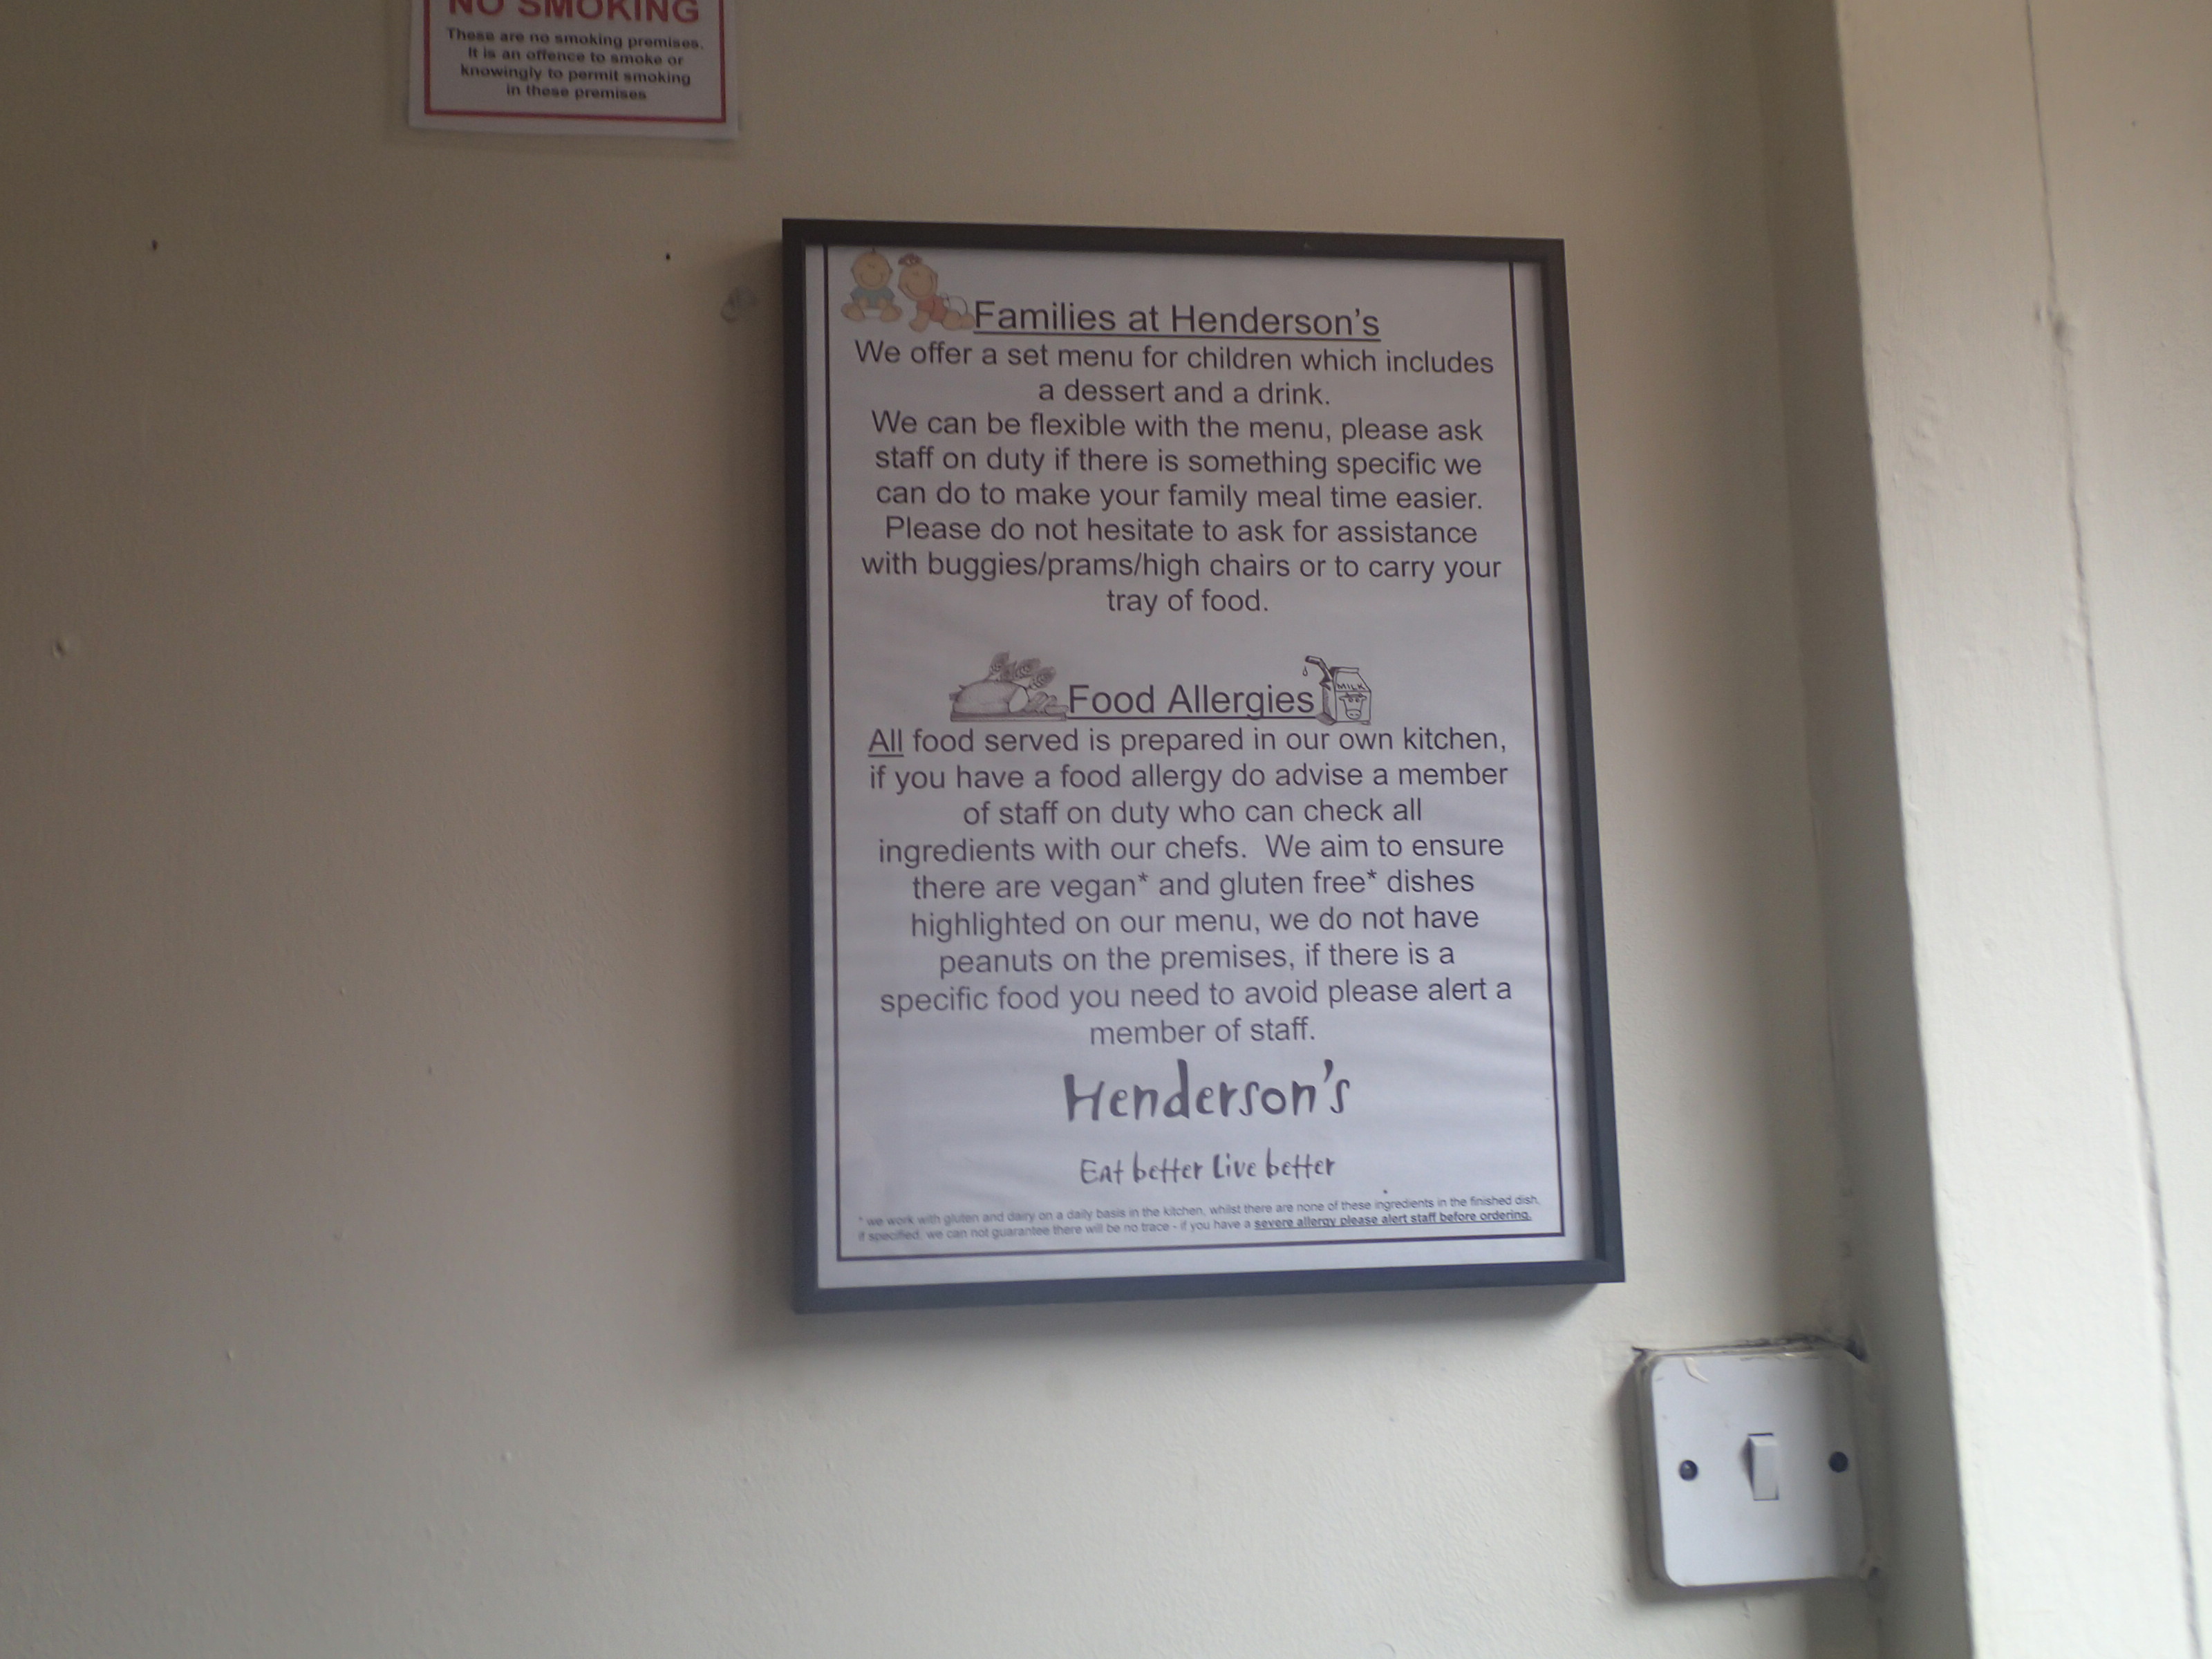 NO SMOKING
These are no smoking premises.
It is an offence to smoke or
knowingly to permit smoking
in these premises
Families at Henderson's
We offer a set menu for children which includes
a dessert and a drink.
We can be flexible with the menu, please ask
staff on duty if there is something specific we
can do to make your family meal time easier.
Please do not hesitate to ask for assistance
with buggies/prams/high chairs or to carry your
tray of food.
MILK
Food Allergies
All food served is prepared in our own kitchen,
if you have a food allergy do advise a member
of staff on duty who can check all
ingredients with our chefs. We aim to ensure
there are vegan* and gluten free* dishes
highlighted on our menu, we do not have
peanuts on the premises, if there is a
specific food you need to avoid please alert a
member of staff.
Henderson's
Eat better Live better
* we work with gluten and dairy on a daily basis in the kitchen, whilst there are none of these ingredients in the finished dish,
if specified, we can not guarantee there will be no trace - if you have a severe allergy please alert staff before ordering.